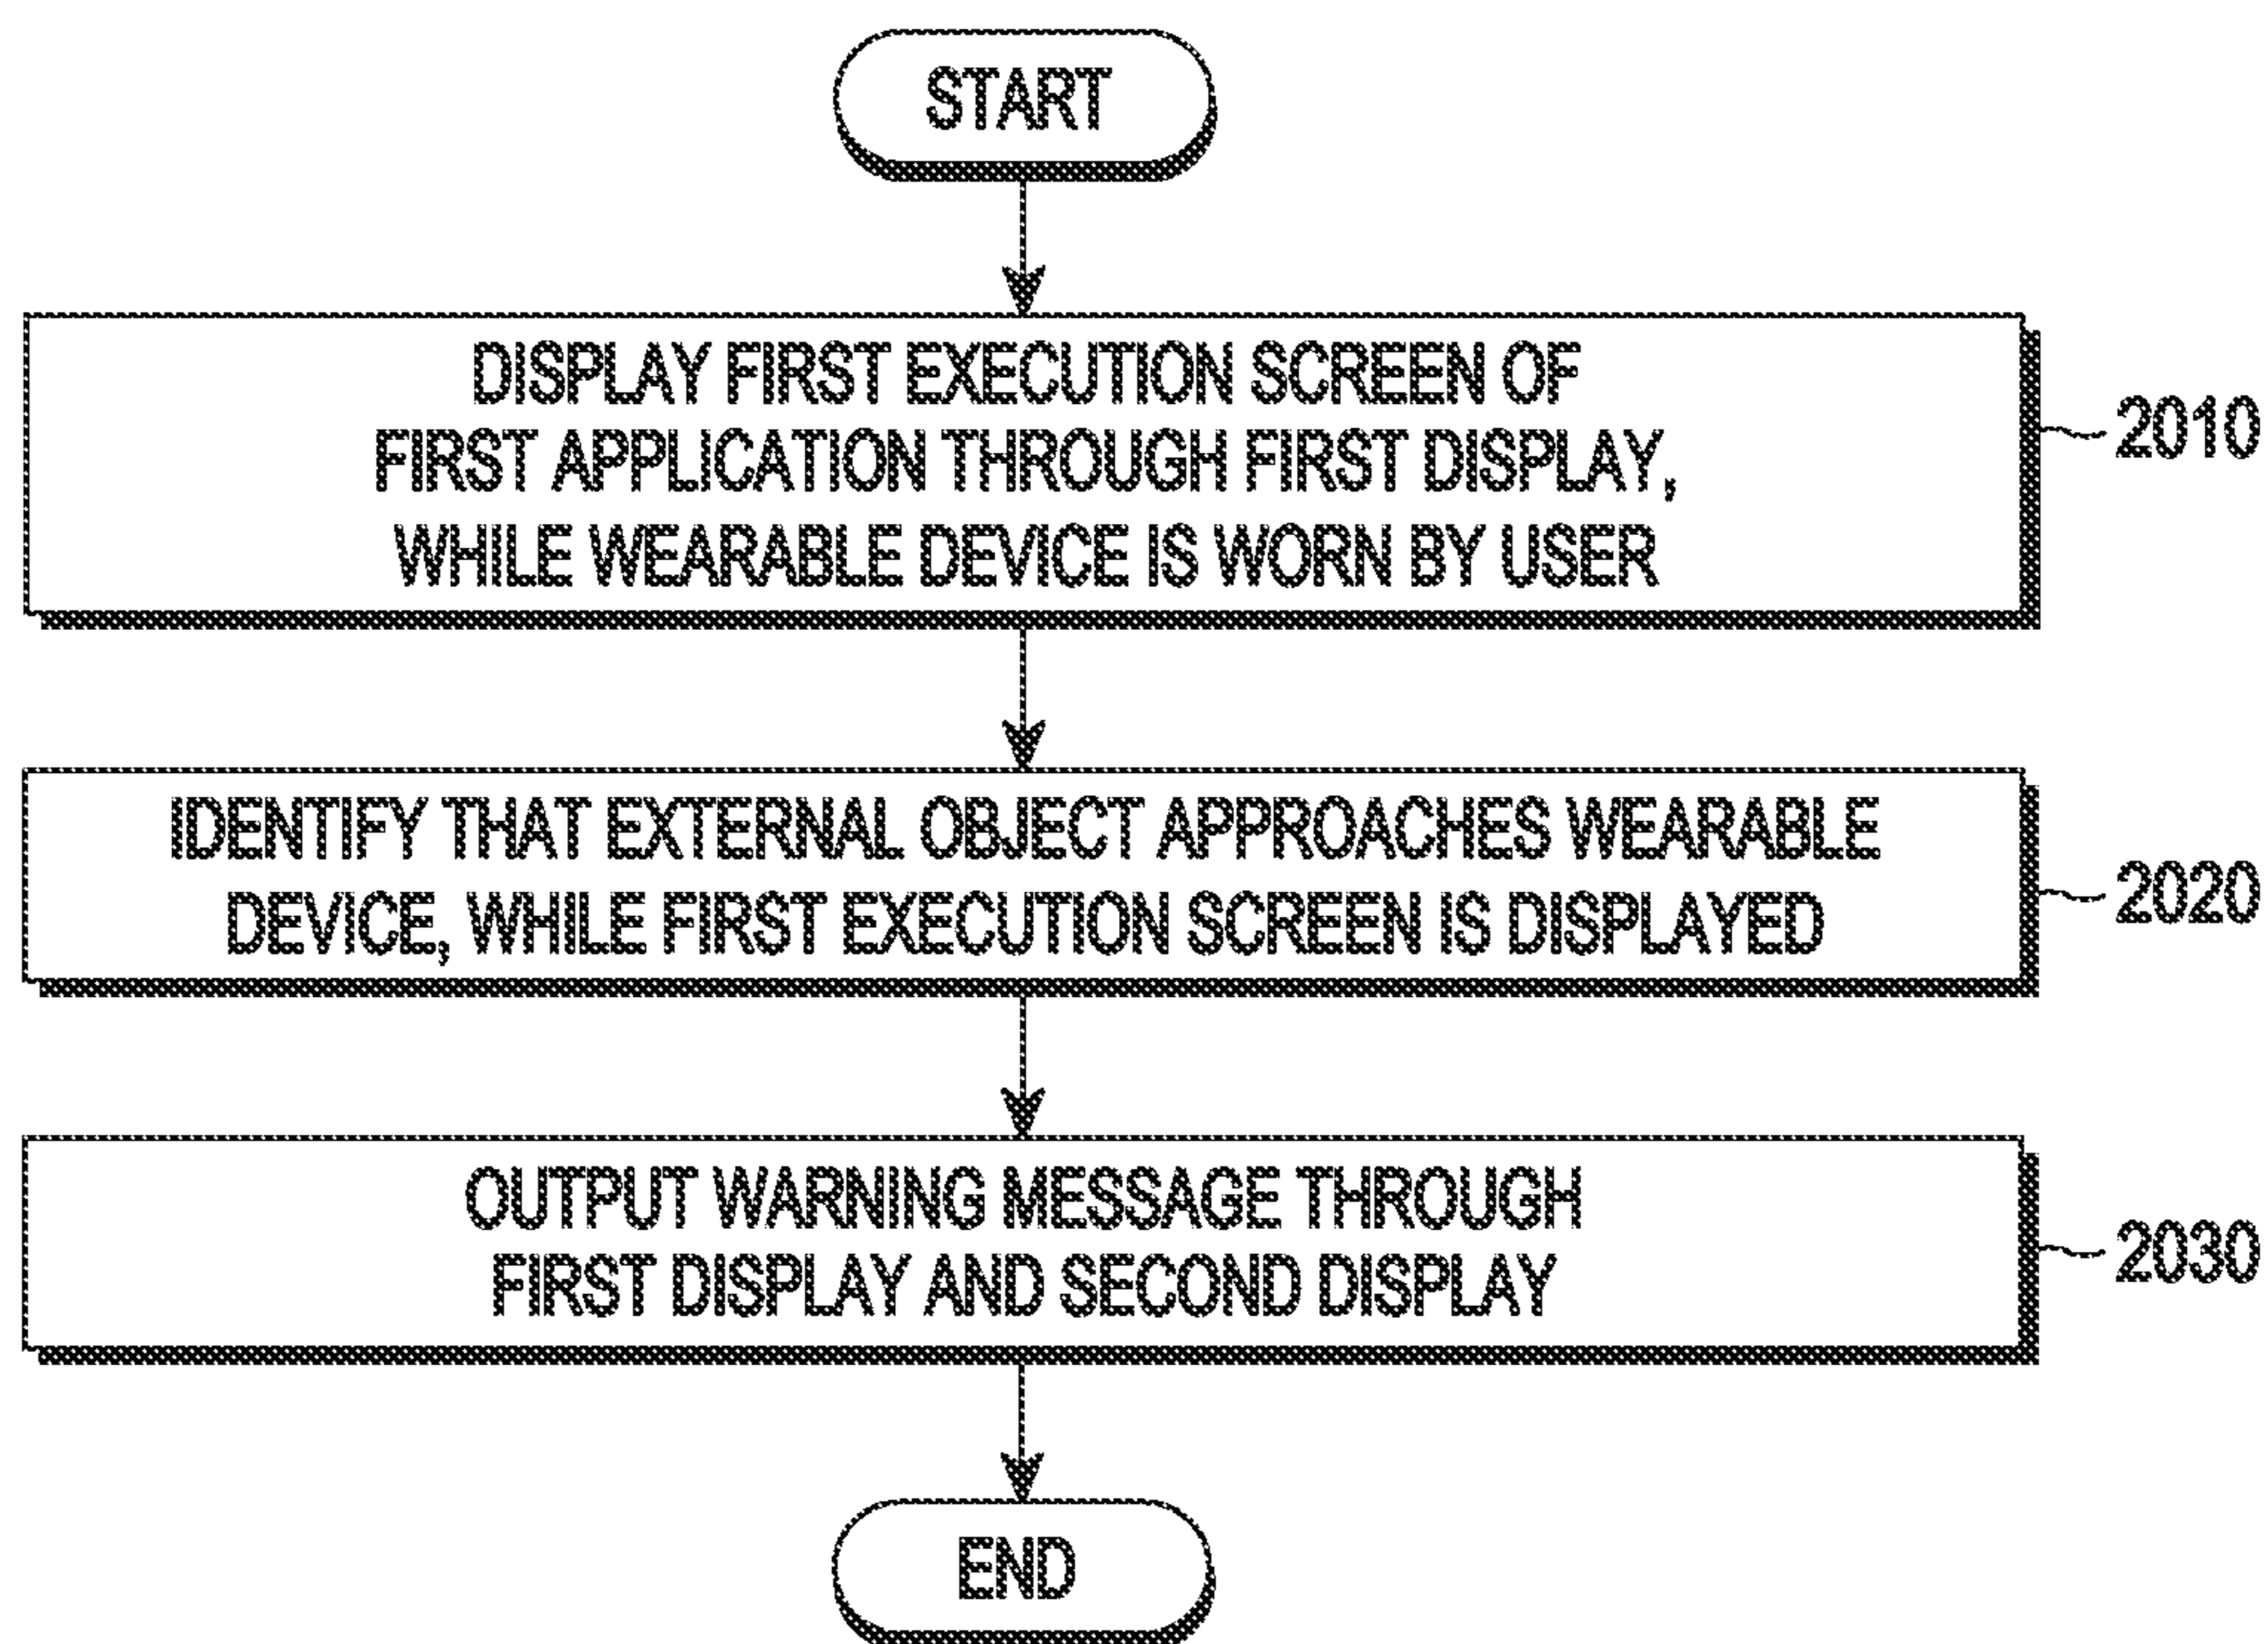 START
DISPLAY FIRST EXECUTION SCREEN OF
FIRST APPLICATION THROUGH FIRST DISPLAY,
WHILE WEARABLE DEVICE IS WORN BY USER
2010
IDENTIFY THAT EXTERNAL OBJECT APPROACHES WEARABLE
DEVICE, WHILE FIRST EXECUTION SCREEN IS DISPLAYED
2020
OUTPUT WARNING MESSAGE THROUGH
FIRST DISPLAY AND SECOND DISPLAY
2030
END